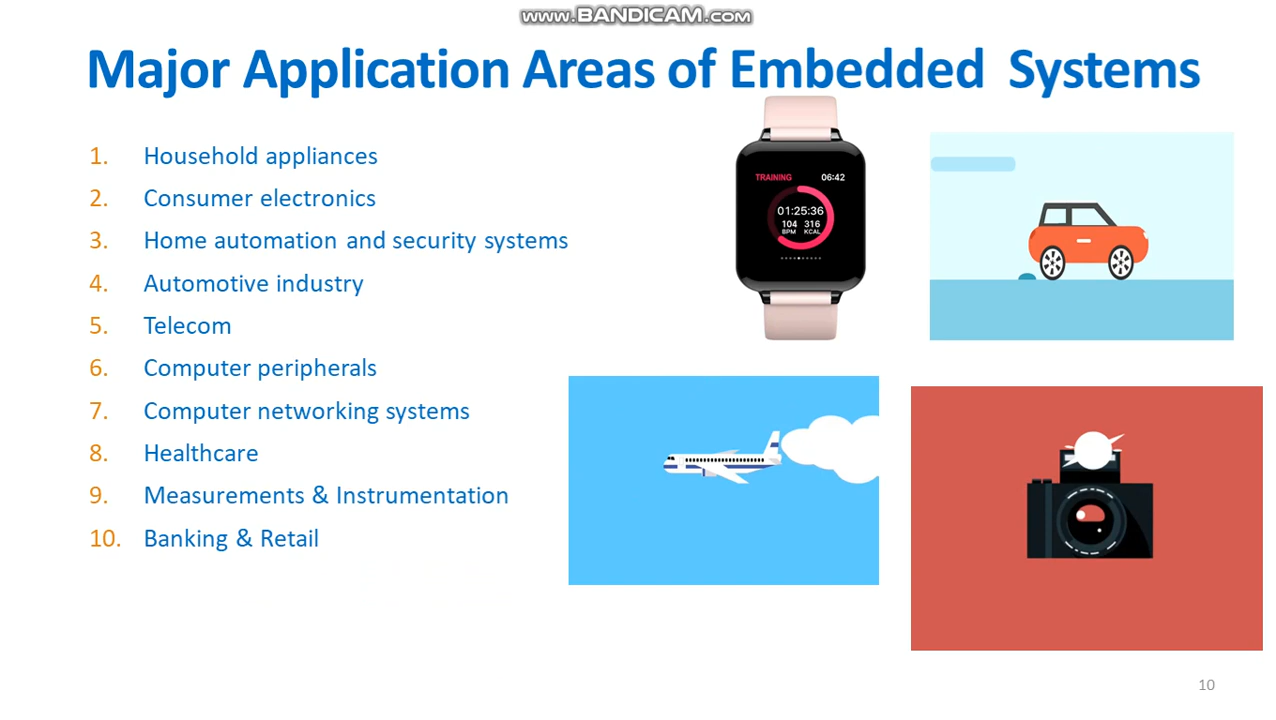 www.BANDICAM.com
Major Application Areas of Embedded Systems
1. Household appliances
2. Consumer electronics
3. Home automation and security systems
4. Automotive industry
5. Telecom
6. Computer peripherals
7. Computer networking systems
8. Healthcare
9. Measurements & Instrumentation
10. Banking & Retail
TRAINING 06:42
01:25:36
104 316
BPM KCAL
10